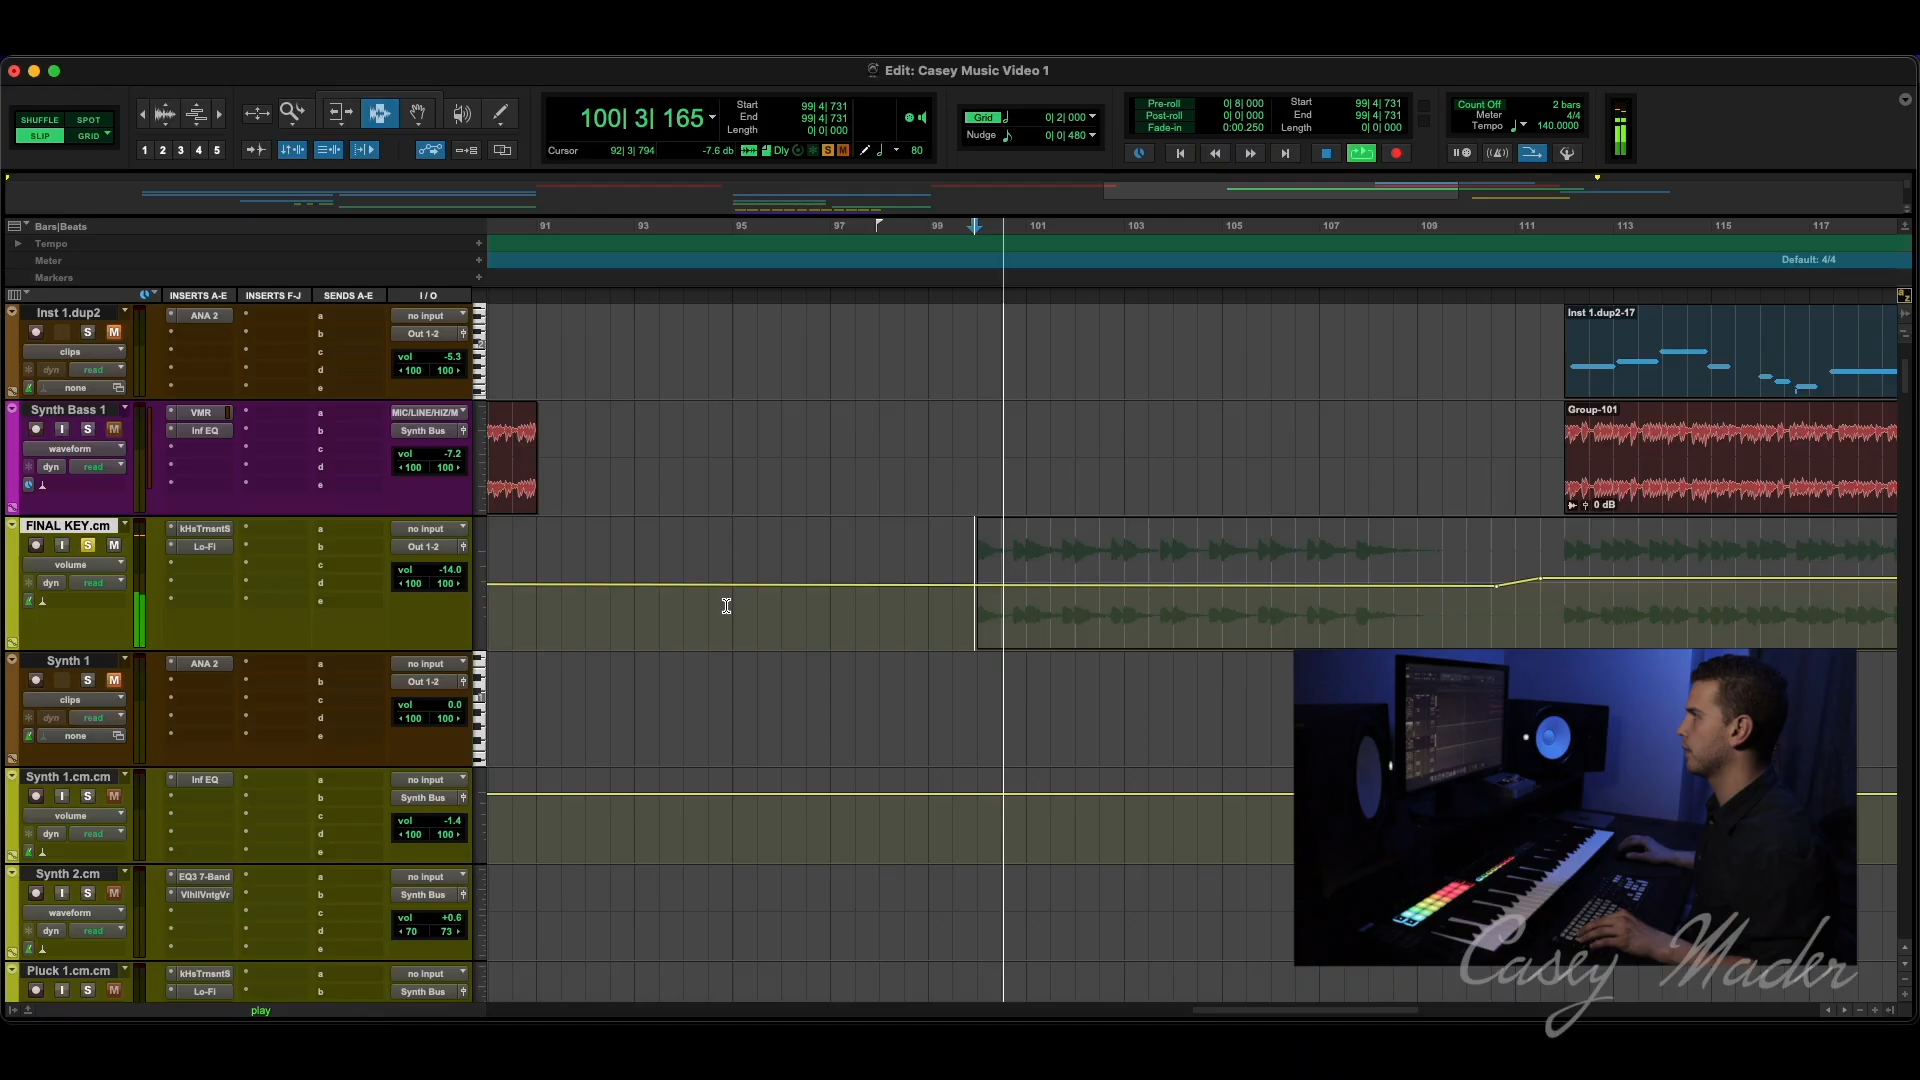 Edit: Casey Music Video 1
SHUFFLE SPOT
SLIP GRID
1 2 3 4 5
100| 3| 165
Start 99| 4| 731
End 99| 4| 731
Length 0| 0| 000
Cursor 92| 3| 794 -7.6 db Dly S M 80
Grid 0| 2| 000
Nudge 0| 0| 480
Pre-roll 0| 8| 000
Post-roll 0| 0| 000
Fade-in 0:00.250
Start 99| 4| 731
End 99| 4| 731
Length 0| 0| 000
Count Off 2 bars
Meter 4/4
Tempo 140.0000
Bars|Beats 91 93 95 97 99 101 103 105 107 109 111 113 115 117
Tempo
Meter Default: 4/4
Markers
INSERTS A-E INSERTS F-J SENDS A-E I / O
Inst 1.dup2 ANA 2 a no input
S M b Out 1-2
clips c vol -5.3
dyn read d 100 100
none e
Inst 1.dup2-17
Synth Bass 1 VMR a MIC/LINE/HIZ/M
I S M Inf EQ b Synth Bus
waveform c vol -7.2
dyn read d 100 100
e
Group-101
0 dB
FINAL KEY.cm kHsTrnsntS a no input
I S M Lo-Fi b Out 1-2
volume c vol -14.0
dyn read d 100 100
e
Synth 1 ANA 2 a no input
S M b Out 1-2
clips c vol 0.0
dyn read d 100 100
none e
Synth 1.cm.cm Inf EQ a no input
I S M b Synth Bus
volume c vol -1.4
dyn read d 100 100
e
Synth 2.cm EQ3 7-Band a no input
I S M VlhllVntgVr b Synth Bus
waveform c vol +0.6
dyn read d 70 73
e
Pluck 1.cm.cm kHsTrnsntS a no input
I S M Lo-Fi b Synth Bus
play
Casey Mader